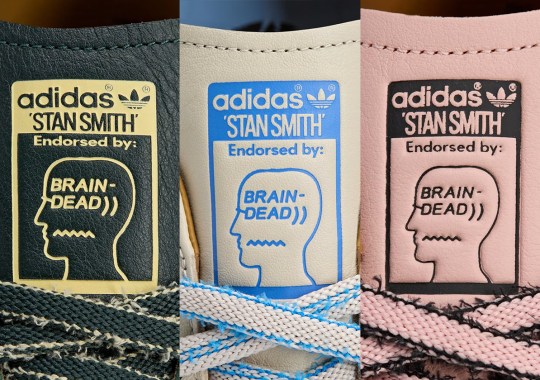 adidas®
'STAN SMITH'
Endorsed by:
BRAIN-
DEAD))
adidas®
'STAN SMITH'
Endorsed by:
BRAIN-
DEAD))
adidas®
'STAN SMITH'
Endorsed by:
BRAIN-
DEAD))